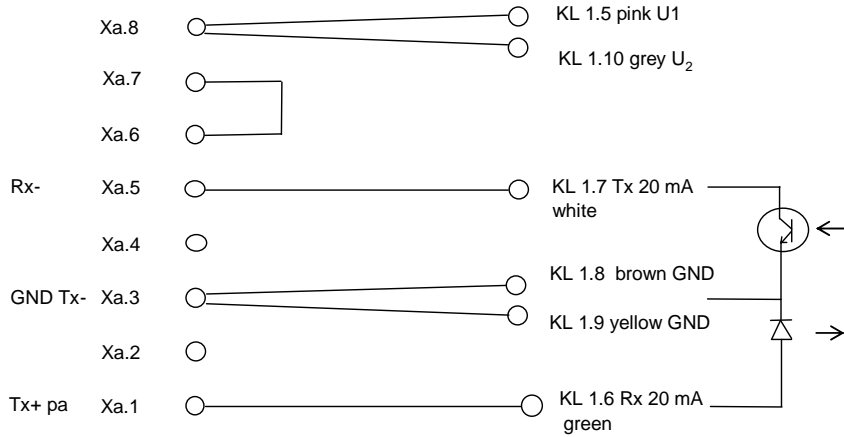 Xa.8 KL 1.5 pink U1
KL 1.10 grey U2
Xa.7
Xa.6
Rx- Xa.5 KL 1.7 Tx 20 mA
white
Xa.4
KL 1.8 brown GND
GND Tx- Xa.3
KL 1.9 yellow GND
Xa.2
Tx+ pa Xa.1 KL 1.6 Rx 20 mA
green